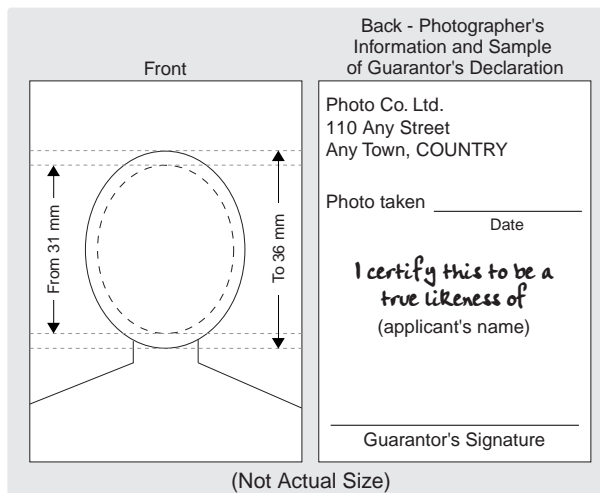 Front
From 31 mm
To 36 mm
Back - Photographer's
Information and Sample
of Guarantor's Declaration
Photo Co. Ltd.
110 Any Street
Any Town, COUNTRY
Photo taken
Date
I certify this to be a
true likeness of
(applicant's name)
Guarantor's Signature
(Not Actual Size)